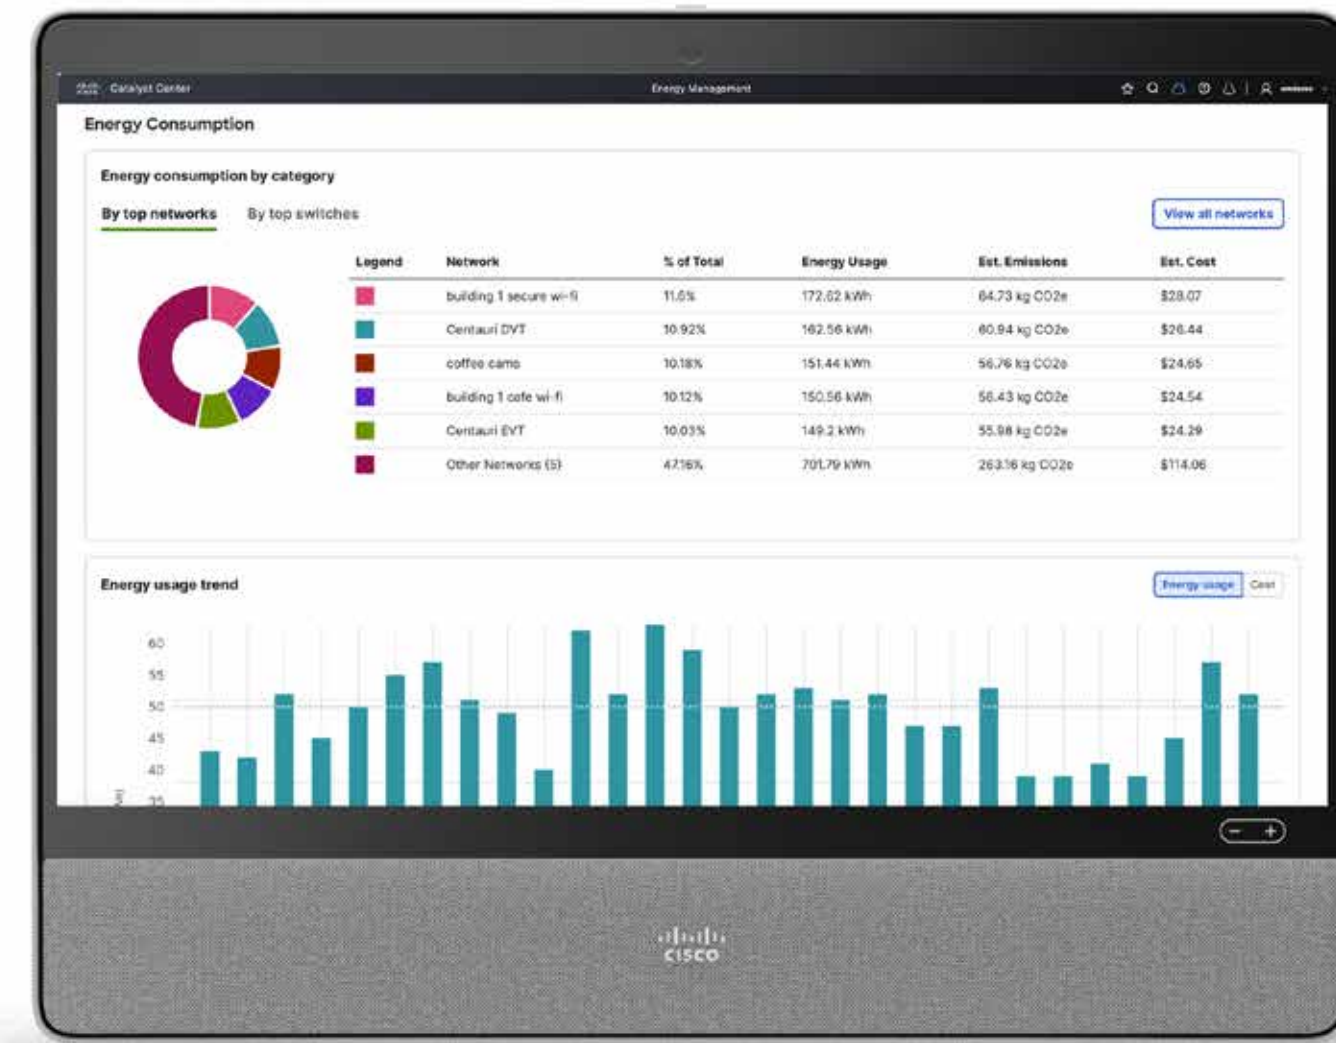 CISCO Catalyst Center Energy Management
Energy Consumption
Energy consumption by category
By top networks By top switches View all networks
Legend Network % of Total Energy Usage Est. Emissions Est. Cost
building 1 secure wi-fi 11.6% 172.62 kWh 64.73 kg CO2e $28.07
Centauri DVT 10.92% 162.56 kWh 60.94 kg CO2e $26.44
coffee camo 10.18% 151.44 kWh 56.76 kg CO2e $24.65
building 1 cafe wi-fi 10.12% 150.56 kWh 56.43 kg CO2e $24.54
Centauri EVT 10.03% 149.2 kWh 55.98 kg CO2e $24.29
Other Networks (5) 47.16% 701.79 kWh 263.16 kg CO2e $114.06
Energy usage trend Energy usage Cost
60
55
50
45
40
35
CISCO